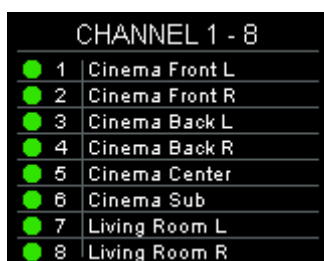 CHANNEL 1 - 8
1 Cinema Front L
2 Cinema Front R
3 Cinema Back L
4 Cinema Back R
5 Cinema Center
6 Cinema Sub
7 Living Room L
8 Living Room R